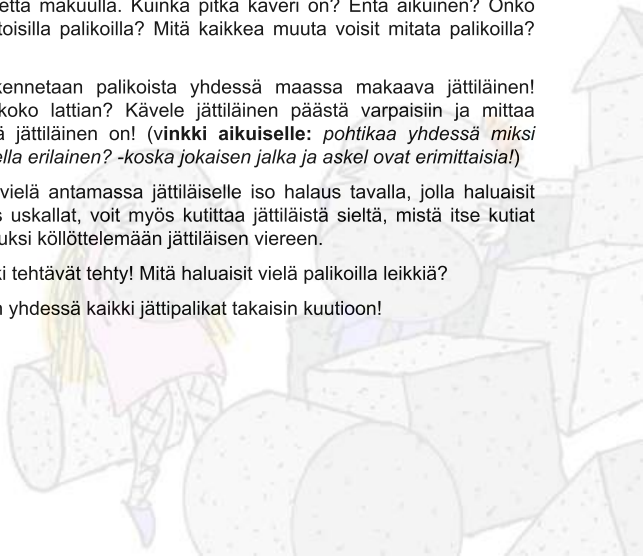 että makuulla. Kuinka pitkä kaveri on? Entä aikuinen? Onko
toisilla palikoilla? Mitä kaikkea muuta voisit mitata palikoilla?
kennetaan palikoista yhdessä maassa makaava jättiläinen!
koko lattian? Kävele jättiläinen päästä varpaisiin ja mittaa
ä jättiläinen on! (vinkki aikuiselle: pohtikaa yhdessä miksi
ella erilainen? -koska jokaisen jalka ja askel ovat erimittaisia!)
vielä antamassa jättiläiselle iso halaus tavalla, jolla haluaisit
s uskallat, voit myös kutittaa jättiläistä sieltä, mistä itse kutiat
uksi köllöttelemään jättiläisen viereen.
ki tehtävät tehty! Mitä haluaisit vielä palikoilla leikkiä?
n yhdessä kaikki jättipalikat takaisin kuutioon!